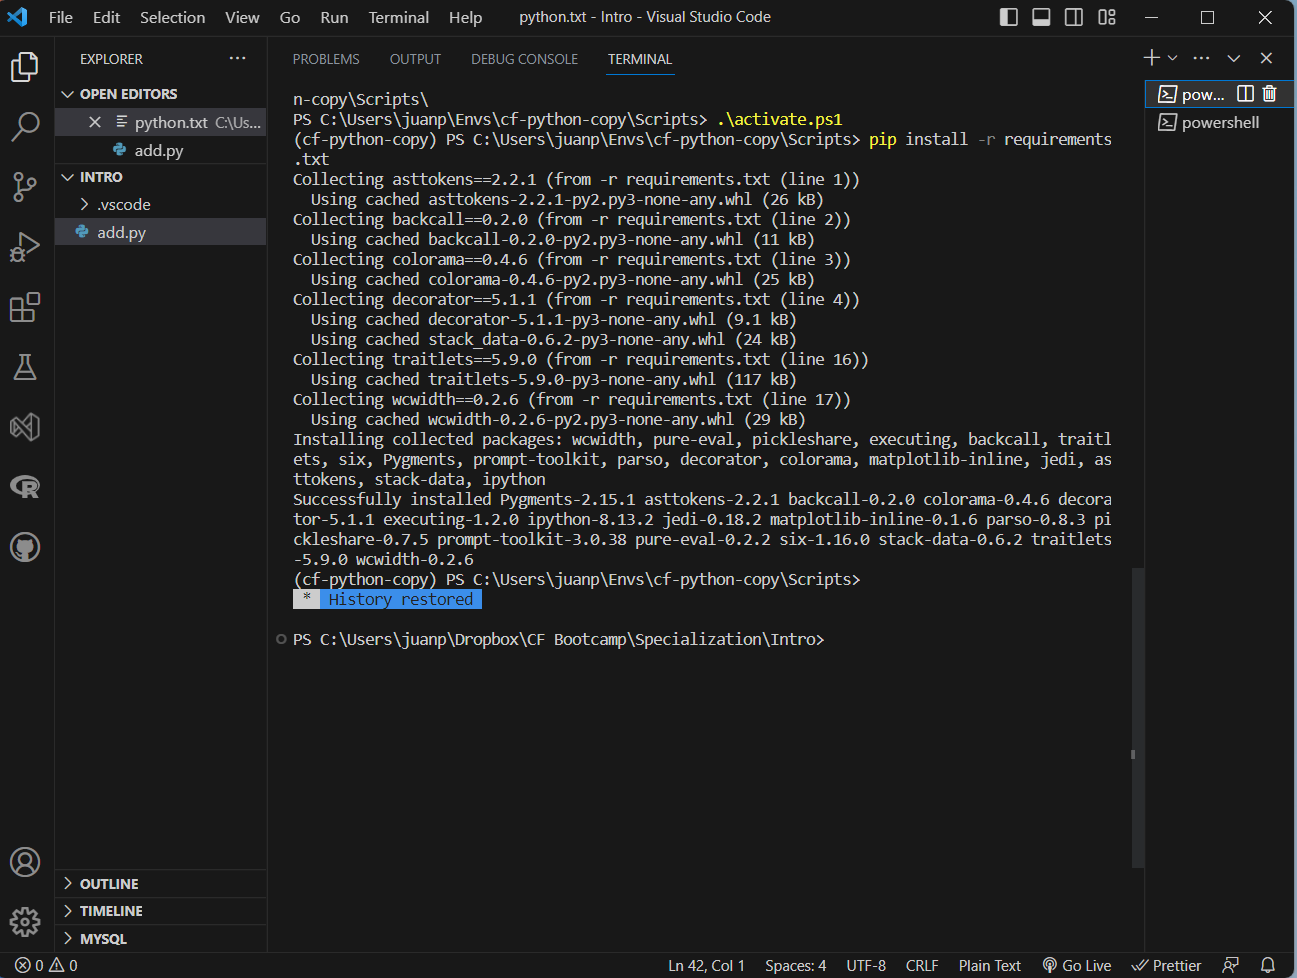 File Edit Selection View Go Run Terminal Help python.txt - Intro - Visual Studio Code
EXPLORER
OPEN EDITORS
python.txt C:\Us...
add.py
INTRO
.vscode
add.py
OUTLINE
TIMELINE
MYSQL
PROBLEMS OUTPUT DEBUG CONSOLE TERMINAL
n-copy\Scripts\
PS C:\Users\juanp\Envs\cf-python-copy\Scripts> .\activate.ps1
(cf-python-copy) PS C:\Users\juanp\Envs\cf-python-copy\Scripts> pip install -r requirements
.txt
Collecting asttokens==2.2.1 (from -r requirements.txt (line 1))
Using cached asttokens-2.2.1-py2.py3-none-any.whl (26 kB)
Collecting backcall==0.2.0 (from -r requirements.txt (line 2))
Using cached backcall-0.2.0-py2.py3-none-any.whl (11 kB)
Collecting colorama==0.4.6 (from -r requirements.txt (line 3))
Using cached colorama-0.4.6-py2.py3-none-any.whl (25 kB)
Collecting decorator==5.1.1 (from -r requirements.txt (line 4))
Using cached decorator-5.1.1-py3-none-any.whl (9.1 kB)
Using cached stack_data-0.6.2-py3-none-any.whl (24 kB)
Collecting traitlets==5.9.0 (from -r requirements.txt (line 16))
Using cached traitlets-5.9.0-py3-none-any.whl (117 kB)
Collecting wcwidth==0.2.6 (from -r requirements.txt (line 17))
Using cached wcwidth-0.2.6-py2.py3-none-any.whl (29 kB)
Installing collected packages: wcwidth, pure-eval, pickleshare, executing, backcall, traitl
ets, six, Pygments, prompt-toolkit, parso, decorator, colorama, matplotlib-inline, jedi, as
ttokens, stack-data, ipython
Successfully installed Pygments-2.15.1 asttokens-2.2.1 backcall-0.2.0 colorama-0.4.6 decora
tor-5.1.1 executing-1.2.0 ipython-8.13.2 jedi-0.18.2 matplotlib-inline-0.1.6 parso-0.8.3 pi
ckleshare-0.7.5 prompt-toolkit-3.0.38 pure-eval-0.2.2 six-1.16.0 stack-data-0.6.2 traitlets
-5.9.0 wcwidth-0.2.6
(cf-python-copy) PS C:\Users\juanp\Envs\cf-python-copy\Scripts>
* History restored
PS C:\Users\juanp\Dropbox\CF Bootcamp\Specialization\Intro>
pow...
powershell
0 0 Ln 42, Col 1 Spaces: 4 UTF-8 CRLF Plain Text Go Live Prettier